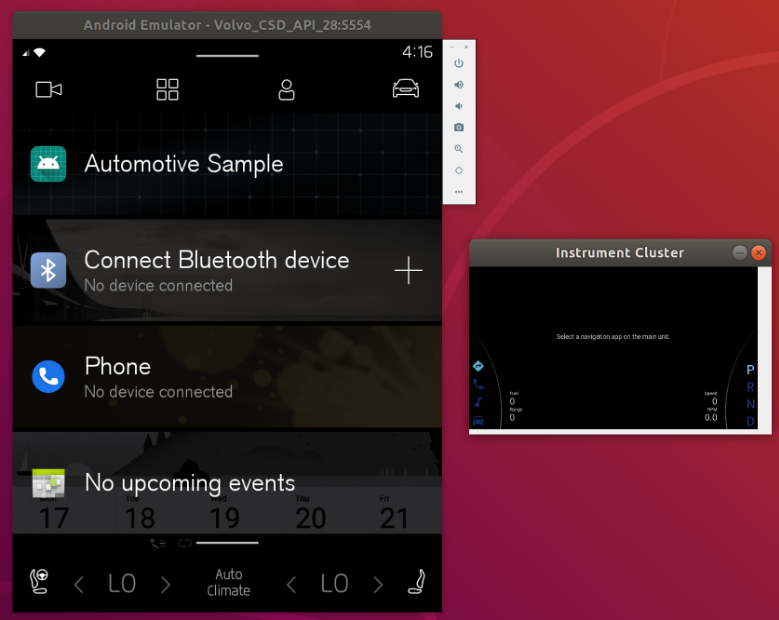 Android Emulator - Volvo_CSD_API_28:5554
4:16
Automotive Sample
Connect Bluetooth device
No device connected
Phone
No device connected
No upcoming events
Mon Tue Wed Thu Fri
17 18 19 20 21
LO
Auto
Climate
LO
Instrument Cluster
Select a navigation app on the main unit.
Fuel
0
Range
0
Speed
0
RPM
0.0
P
R
N
D